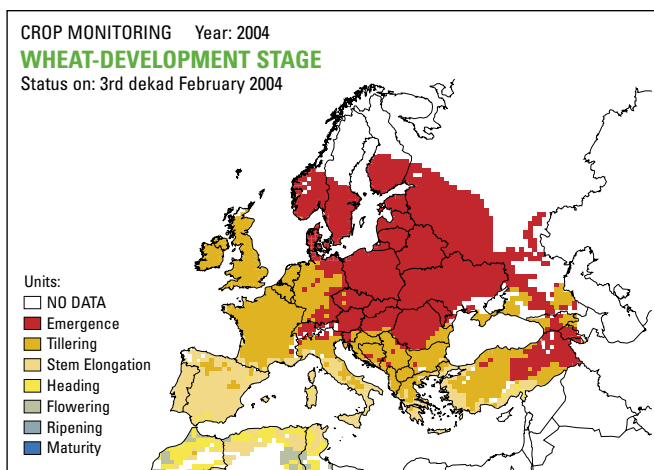 CROP MONITORING Year: 2004
WHEAT-DEVELOPMENT STAGE
Status on: 3rd dekad February 2004
Units:
NO DATA
Emergence
Tillering
Stem Elongation
Heading
Flowering
Ripening
Maturity